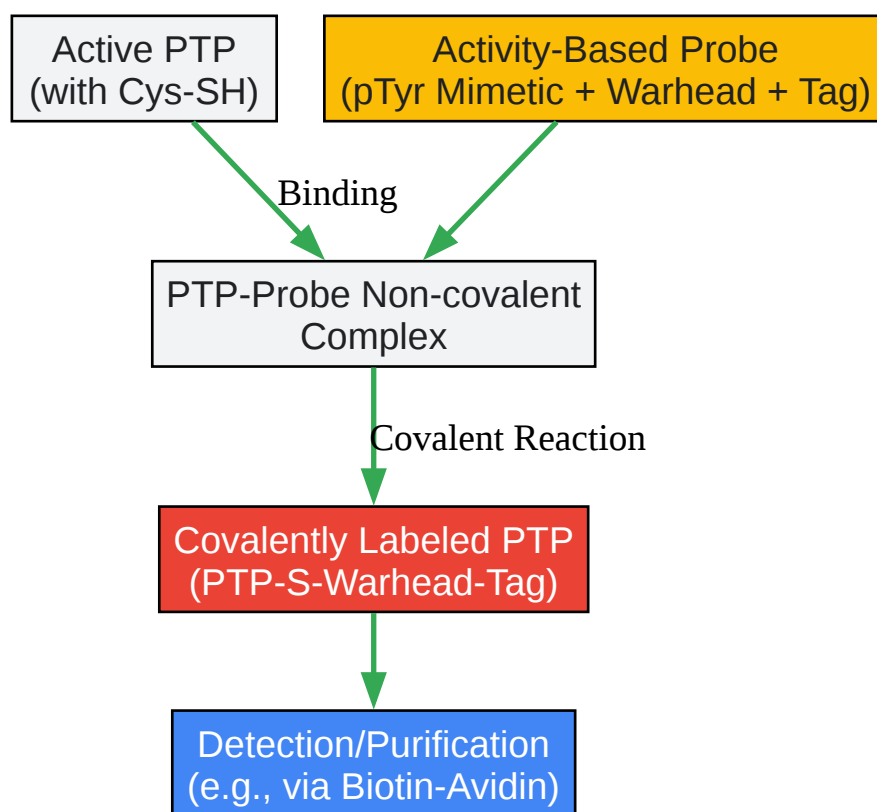 Active PTP
(with Cys-SH)
Activity-Based Probe
(pTyr Mimetic + Warhead + Tag)
Binding
PTP-Probe Non-covalent
Complex
Covalent Reaction
Covalently Labeled PTP
(PTP-S-Warhead-Tag)
Detection/Purification
(e.g., via Biotin-Avidin)